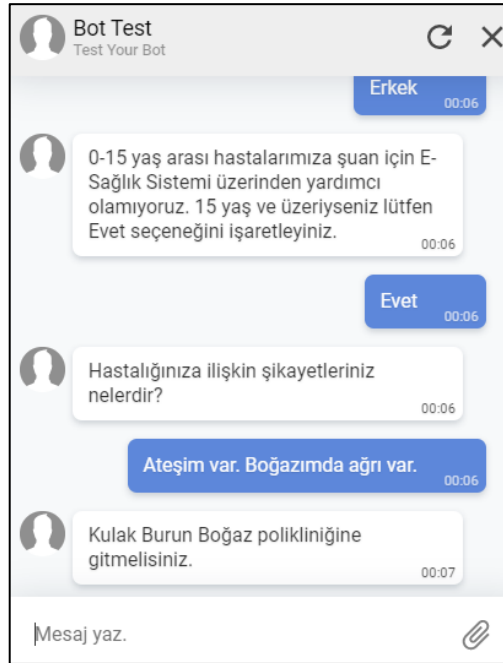 Bot Test
Test Your Bot
Erkek
00:06
0-15 yaş arası hastalarımıza şuan için E-
Sağlık Sistemi üzerinden yardımcı
olamıyoruz. 15 yaş ve üzeriyseniz lütfen
Evet seçeneğini işaretleyiniz.
00:06
Evet
00:06
Hastalığınıza ilişkin şikayetleriniz
nelerdir?
00:06
Ateşim var. Boğazımda ağrı var.
00:06
Kulak Burun Boğaz polikliniğine
gitmelisiniz.
00:07
Mesaj yaz.